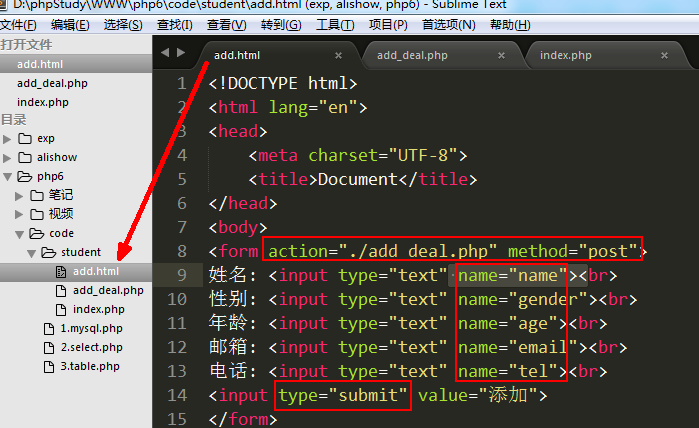 D:\phpStudy\WWW\php6\code\student\add.html (exp, alishow, php6) - Sublime Text
文件(F) 编辑(E) 选择(S) 查找(I) 查看(V) 转到(G) 工具(T) 项目(P) 首选项(N) 帮助(H)
打开文件
add.html
add_deal.php
index.php
目录
exp
alishow
php6
笔记
视频
code
student
add.html
add_deal.php
index.php
1.mysql.php
2.select.php
3.table.php
add.html × add_deal.php × index.php ×
1 <!DOCTYPE html>
2 <html lang="en">
3 <head>
4 <meta charset="UTF-8">
5 <title>Document</title>
6 </head>
7 <body>
8 <form action="./add_deal.php" method="post">
9 姓名: <input type="text" name="name"><br>
10 性别: <input type="text" name="gender"><br>
11 年龄: <input type="text" name="age"><br>
12 邮箱: <input type="text" name="email"><br>
13 电话: <input type="text" name="tel"><br>
14 <input type="submit" value="添加">
15 </form>